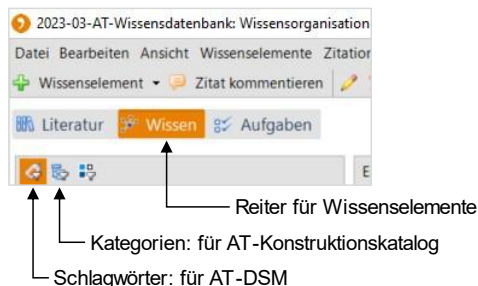 2023-03-AT-Wissensdatenbank: Wissensorganisation
Datei Bearbeiten Ansicht Wissenselemente Zitation
Wissenselement Zitat kommentieren
Literatur Wissen Aufgaben
E
Reiter für Wissenselemente
Kategorien: für AT-Konstruktionskatalog
Schlagwörter: für AT-DSM